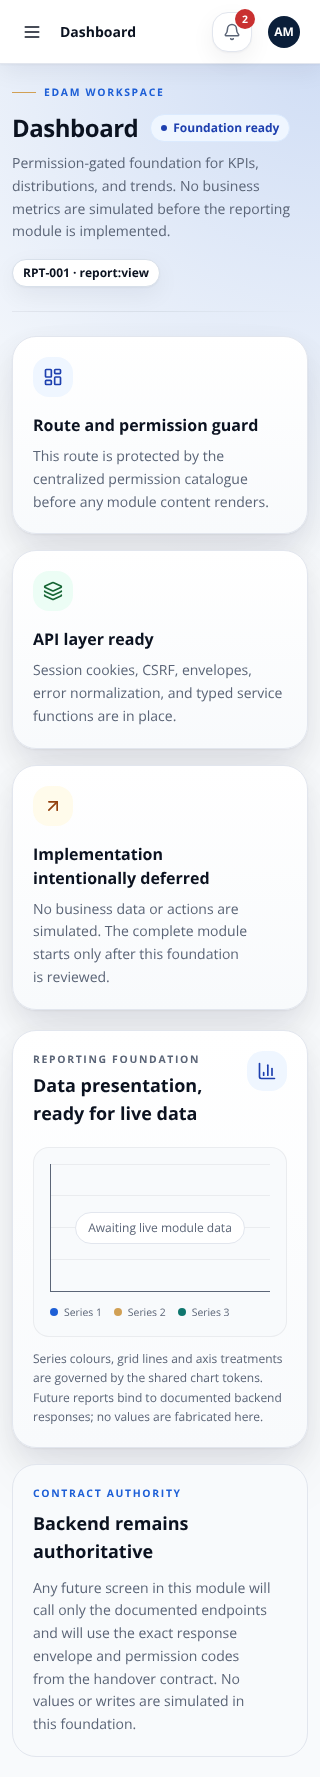 Dashboard
2
AM
EDAM WORKSPACE
Dashboard
Foundation ready
Permission-gated foundation for KPIs,
distributions, and trends. No business
metrics are simulated before the reporting
module is implemented.
RPT-001 · report:view
Route and permission guard
This route is protected by the
centralized permission catalogue
before any module content renders.
API layer ready
Session cookies, CSRF, envelopes,
error normalization, and typed service
functions are in place.
Implementation
intentionally deferred
No business data or actions are
simulated. The complete module
starts only after this foundation
is reviewed.
REPORTING FOUNDATION
Data presentation,
ready for live data
Awaiting live module data
Series 1 Series 2 Series 3
Series colours, grid lines and axis treatments
are governed by the shared chart tokens.
Future reports bind to documented backend
responses; no values are fabricated here.
CONTRACT AUTHORITY
Backend remains
authoritative
Any future screen in this module will
call only the documented endpoints
and will use the exact response
envelope and permission codes
from the handover contract. No
values or writes are simulated in
this foundation.